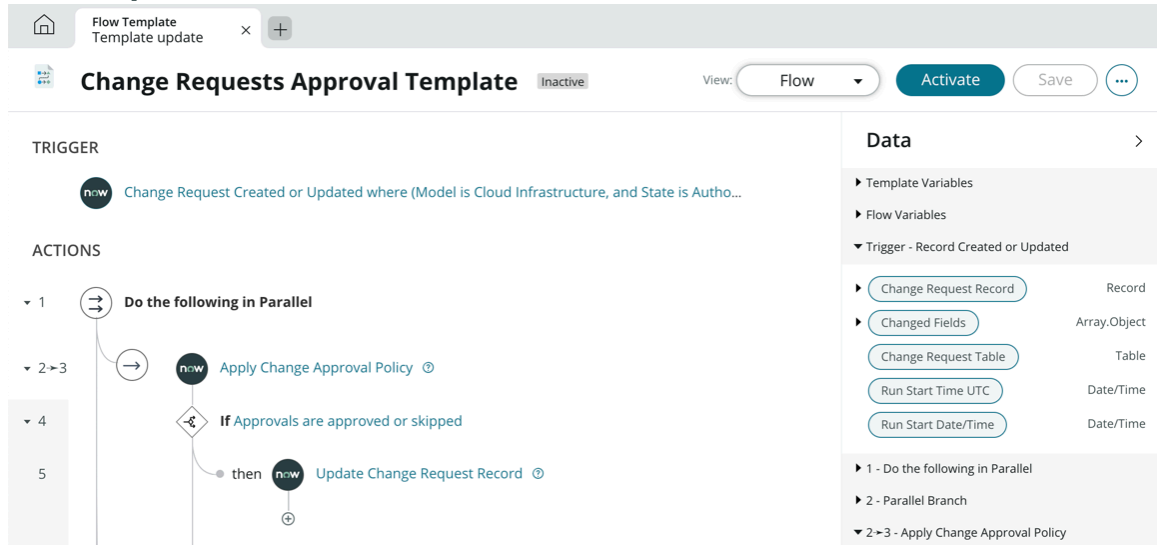 Flow Template
Template update
Change Requests Approval Template Inactive
View: Flow Activate Save
TRIGGER
now Change Request Created or Updated where (Model is Cloud Infrastructure, and State is Autho...
ACTIONS
1 Do the following in Parallel
2➛3 now Apply Change Approval Policy
4 If Approvals are approved or skipped
5 then now Update Change Request Record
Data
Template Variables
Flow Variables
Trigger - Record Created or Updated
Change Request Record Record
Changed Fields Array.Object
Change Request Table Table
Run Start Time UTC Date/Time
Run Start Date/Time Date/Time
1 - Do the following in Parallel
2 - Parallel Branch
2➛3 - Apply Change Approval Policy